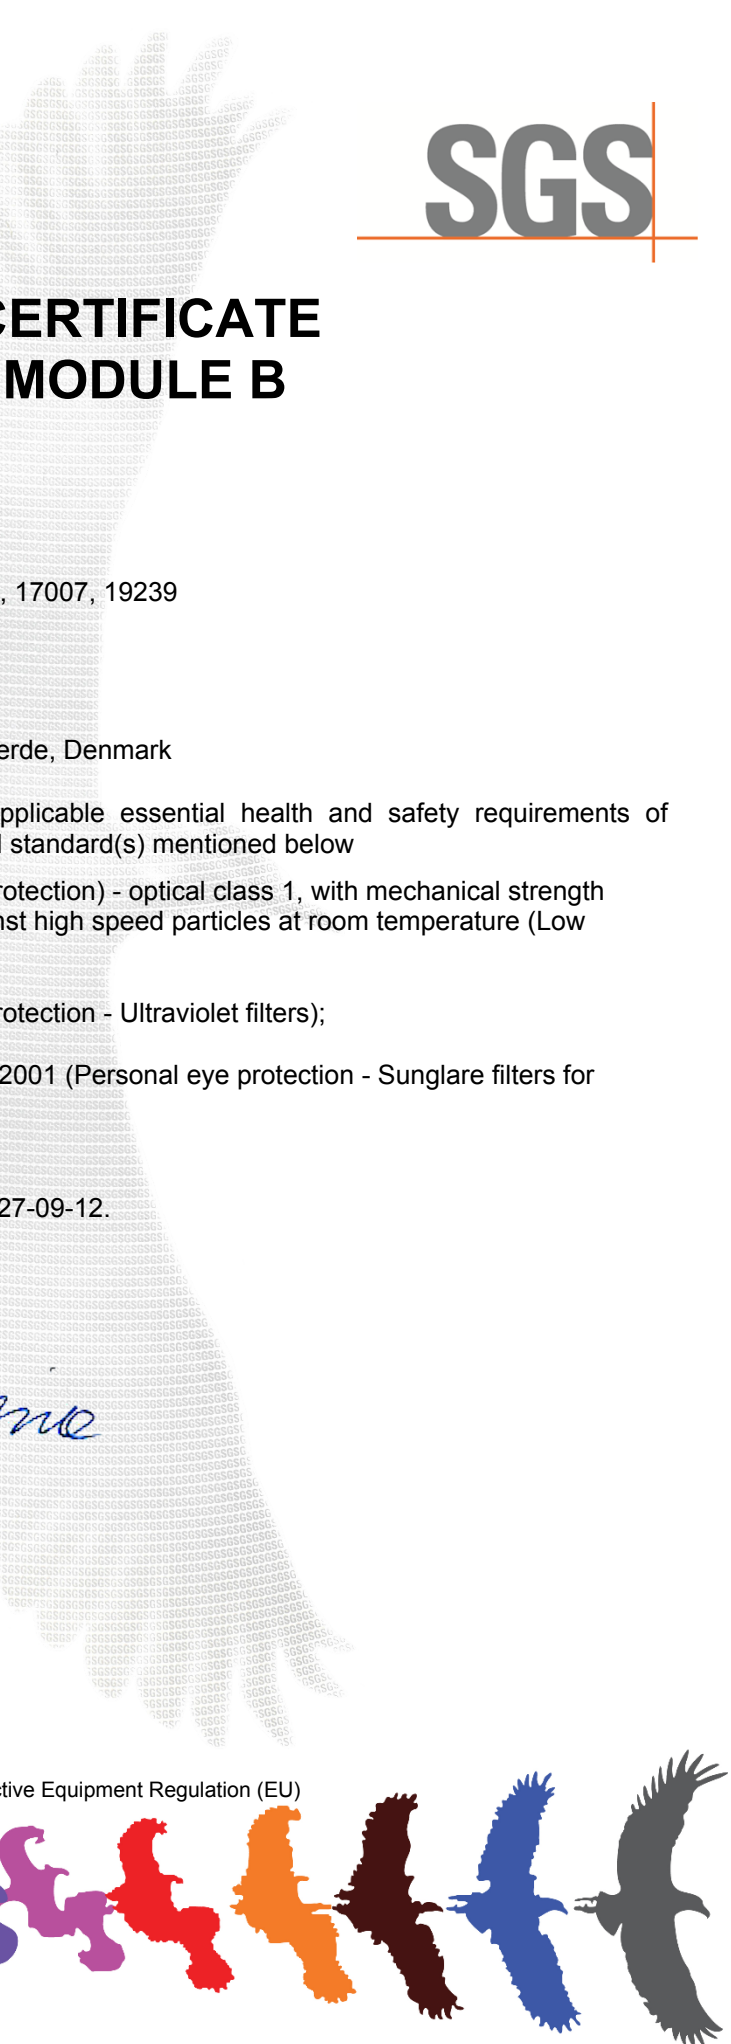 SGS
CERTIFICATE
MODULE B
, 17007, 19239
erde, Denmark
pplicable essential health and safety requirements of
standard(s) mentioned below
rotection) - optical class 1, with mechanical strength
nst high speed particles at room temperature (Low
rotection - Ultraviolet filters);
2001 (Personal eye protection - Sunglare filters for
27-09-12.
ctive Equipment Regulation (EU)